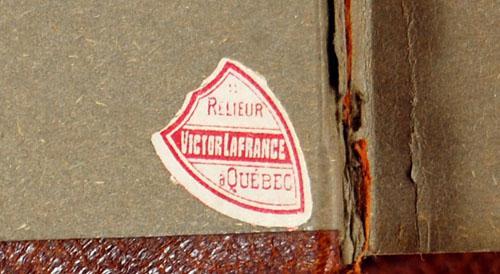 RELIEUR
VICTOR LAFRANCE
à QUÉBEC